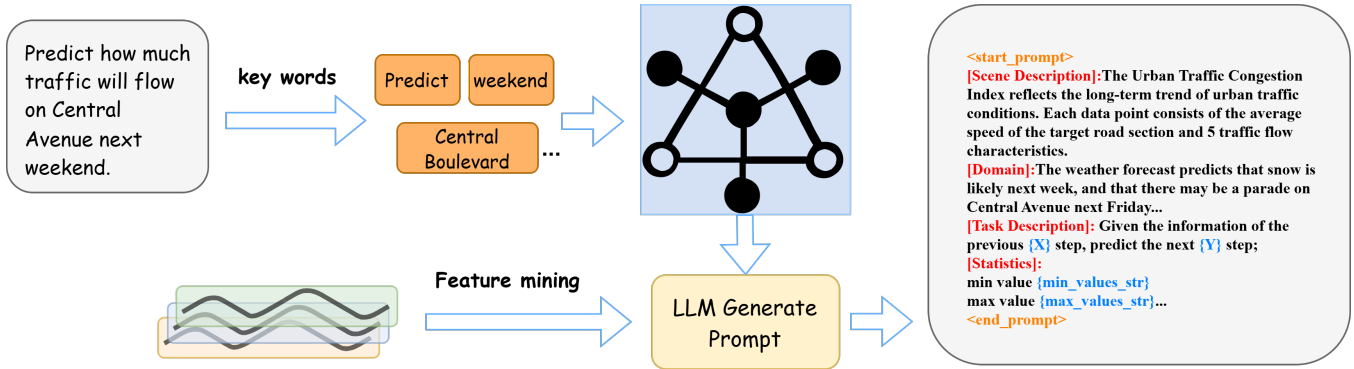 Predict how much
traffic will flow
on Central
Avenue next
weekend.
key words
Predict
weekend
Central
Boulevard
...
Feature mining
LLM Generate
Prompt
<start_prompt>
[Scene Description]:The Urban Traffic Congestion
Index reflects the long-term trend of urban traffic
conditions. Each data point consists of the average
speed of the target road section and 5 traffic flow
characteristics.
[Domain]:The weather forecast predicts that snow is
likely next week, and that there may be a parade on
Central Avenue next Friday...
[Task Description]: Given the information of the
previous {X} step, predict the next {Y} step;
[Statistics]:
min value {min_values_str}
max value {max_values_str}...
<end_prompt>